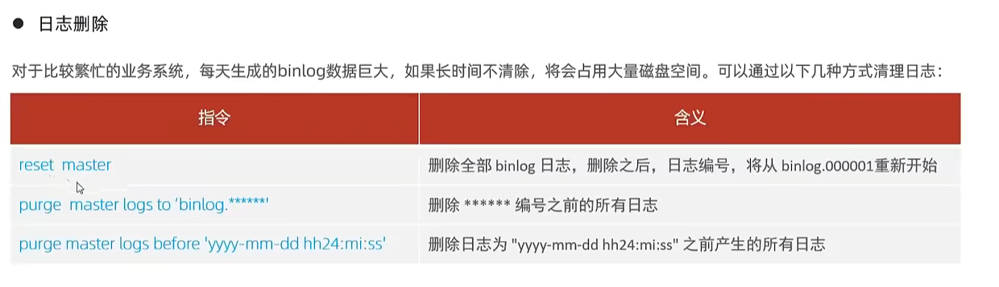 ● 日志删除
对于比较繁忙的业务系统，每天生成的binlog数据巨大，如果长时间不清除，将会占用大量磁盘空间。可以通过以下几种方式清理日志：
指令 含义
reset master 删除全部 binlog 日志，删除之后，日志编号，将从 binlog.000001重新开始
purge master logs to ‘binlog.******' 删除 ****** 编号之前的所有日志
purge master logs before 'yyyy-mm-dd hh24:mi:ss' 删除日志为 "yyyy-mm-dd hh24:mi:ss" 之前产生的所有日志